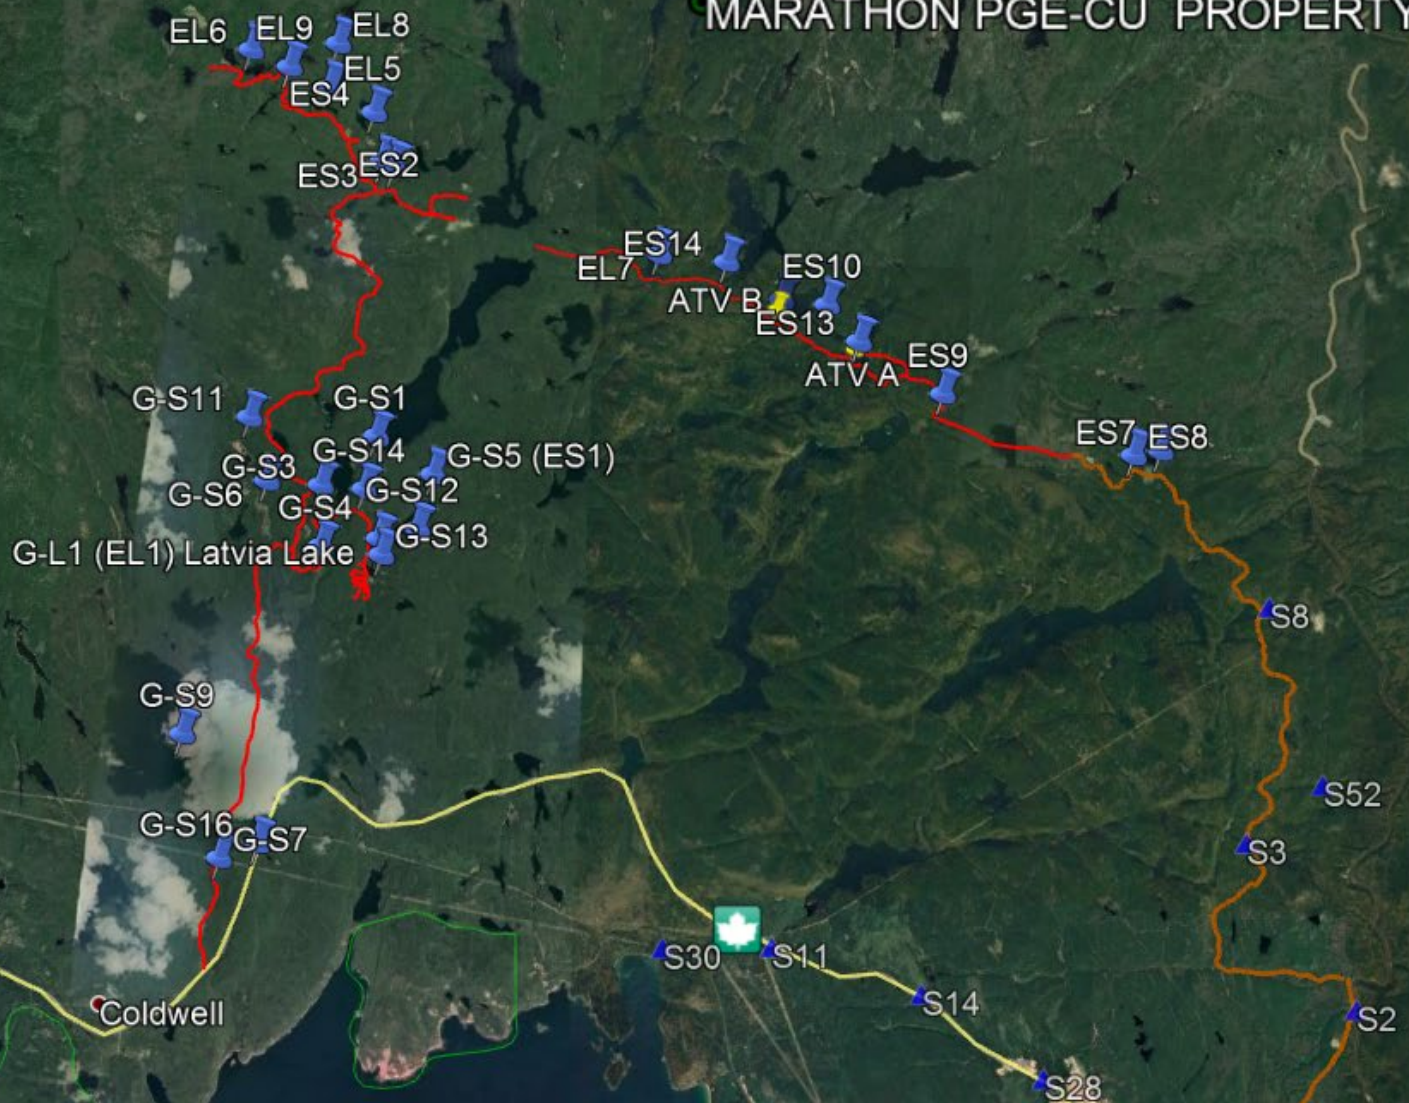 MARATHON PGE-CU PROPERTY
EL6
EL9
EL8
EL5
ES4
ES3
ES2
ES14
EL7
ES10
ATV B
ES13
ES9
ATV A
G-S11
G-S1
ES7
ES8
G-S14
G-S5 (ES1)
G-S3
G-S6
G-S12
G-S4
G-S13
G-L1 (EL1) Latvia Lake
S8
G-S9
S52
G-S16
G-S7
S3
S30
S11
S14
Coldwell
S2
S28